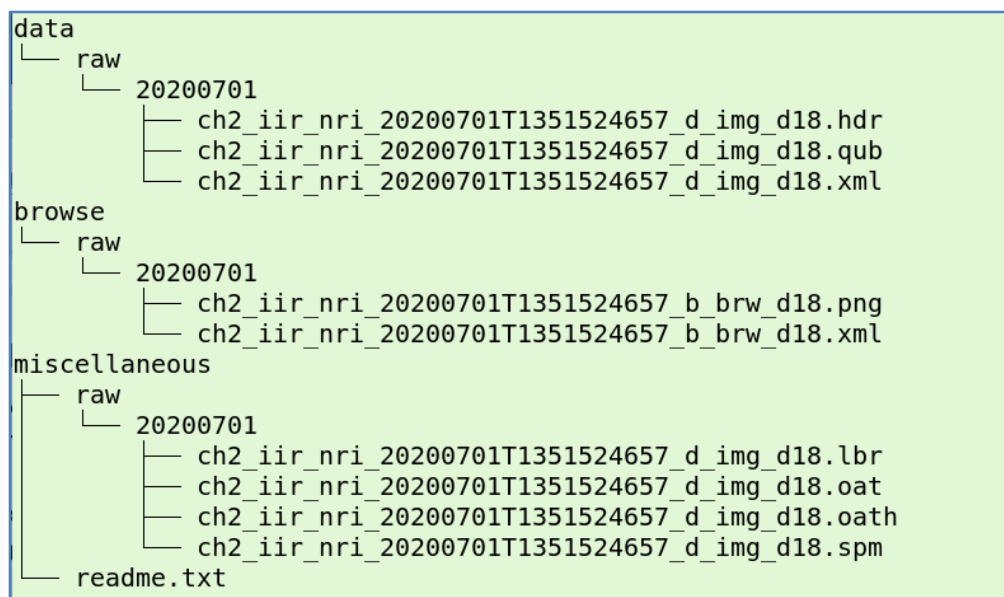 data
└── raw
    └── 20200701
        ├── ch2_iir_nri_20200701T1351524657_d_img_d18.hdr
        ├── ch2_iir_nri_20200701T1351524657_d_img_d18.qub
        └── ch2_iir_nri_20200701T1351524657_d_img_d18.xml
browse
└── raw
    └── 20200701
        ├── ch2_iir_nri_20200701T1351524657_b_brw_d18.png
        └── ch2_iir_nri_20200701T1351524657_b_brw_d18.xml
miscellaneous
├── raw
│   └── 20200701
│       ├── ch2_iir_nri_20200701T1351524657_d_img_d18.lbr
│       ├── ch2_iir_nri_20200701T1351524657_d_img_d18.oat
│       ├── ch2_iir_nri_20200701T1351524657_d_img_d18.oath
│       └── ch2_iir_nri_20200701T1351524657_d_img_d18.spm
└── readme.txt